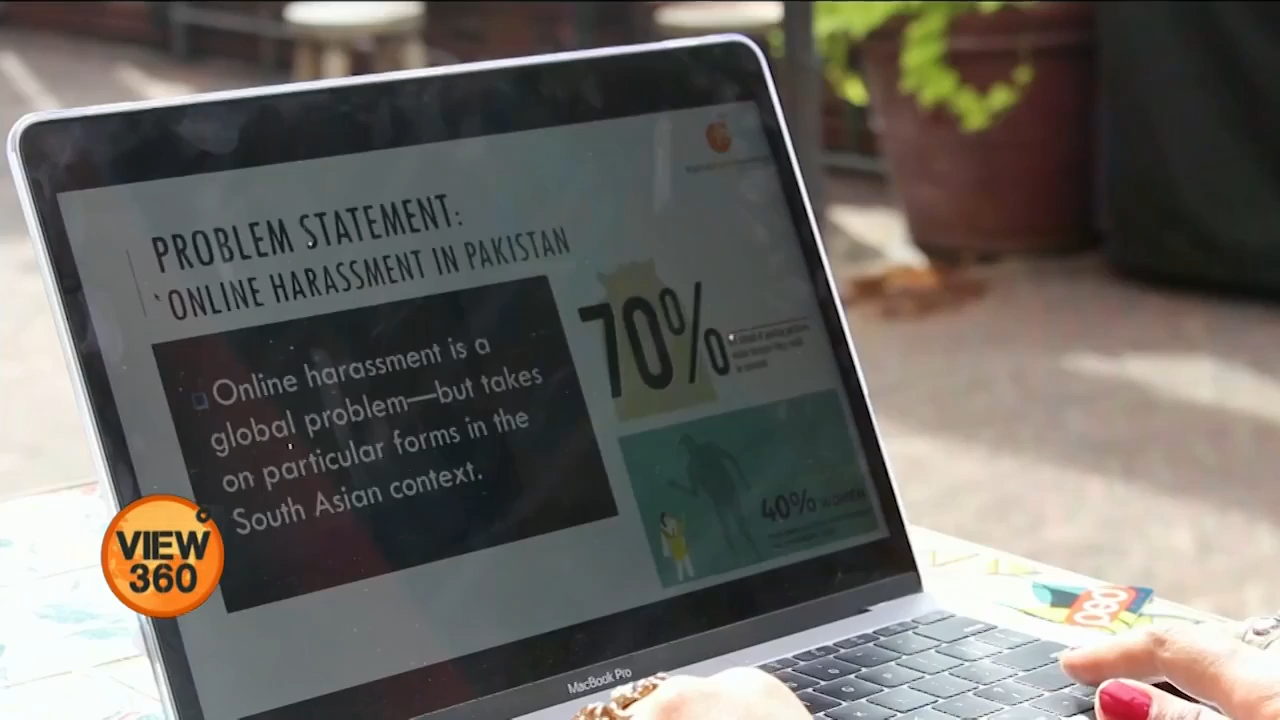 PROBLEM STATEMENT:
`ONLINE HARASSMENT IN PAKISTAN
Online harassment is a
global problem—but takes
on particular forms in the
South Asian context.
70%
40% WOMEN
VIEW
360°
MacBook Pro